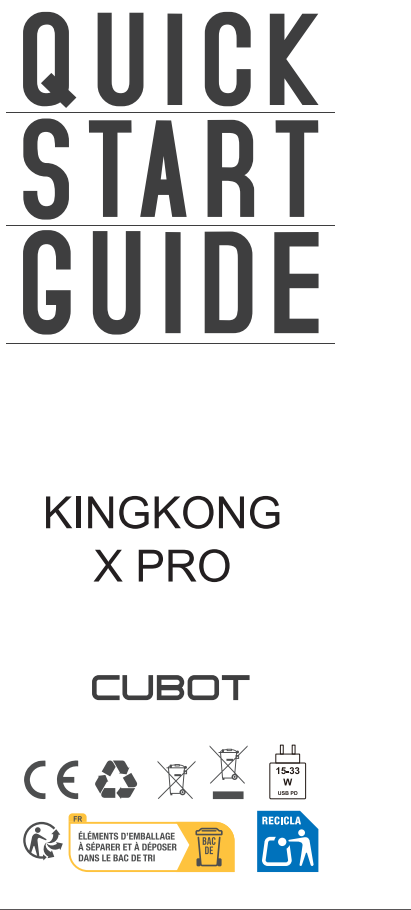 QUICK
START
GUIDE
KINGKONG
X PRO
CUBOT
CE
15-33
W
USB PD
FR
ÉLÉMENTS D'EMBALLAGE
À SÉPARER ET À DÉPOSER
DANS LE BAC DE TRI
BAC
DE
RECICLA